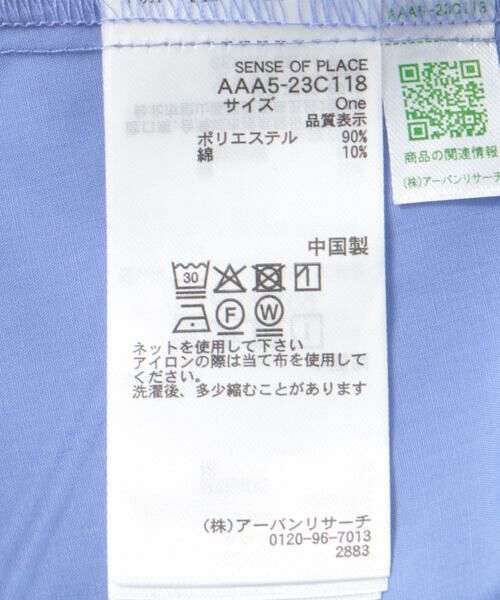 SENSE OF PLACE
AAA5-23C118
サイズ One
品質表示
ポリエステル 90%
綿 10%
中国製
30
F W
ネットを使用して下さい
アイロンの際は当て布を使用して
ください。
洗濯後、多少縮むことがあります
(株)アーバンリサーチ
0120-96-7013
2883
AAA5-23C118
商品の関連情報
(株)アーバンリサーチ